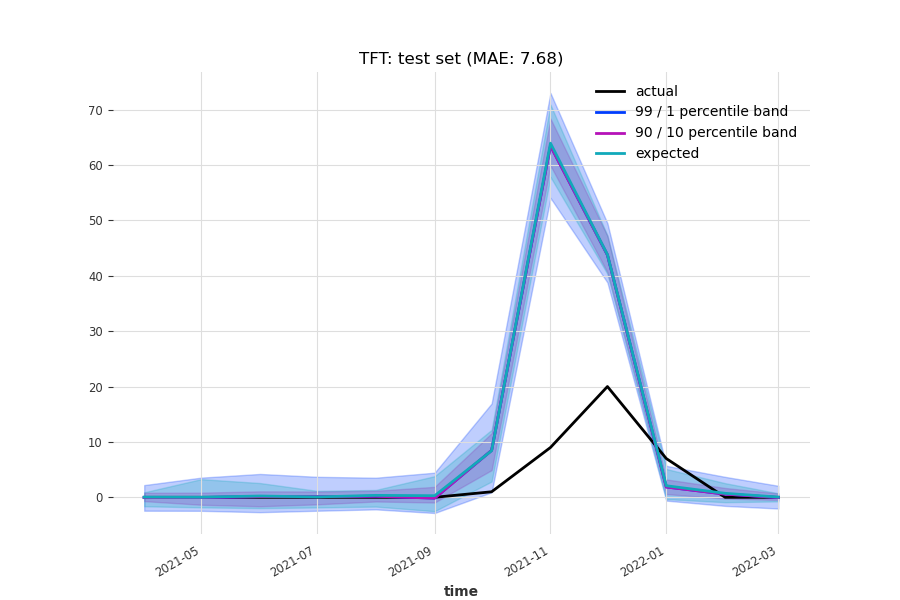 TFT: test set (MAE: 7.68)
actual
99 / 1 percentile band
90 / 10 percentile band
expected
70
60
50
40
30
20
10
0
2021-05
2021-07
2021-09
2021-11
2022-01
2022-03
time